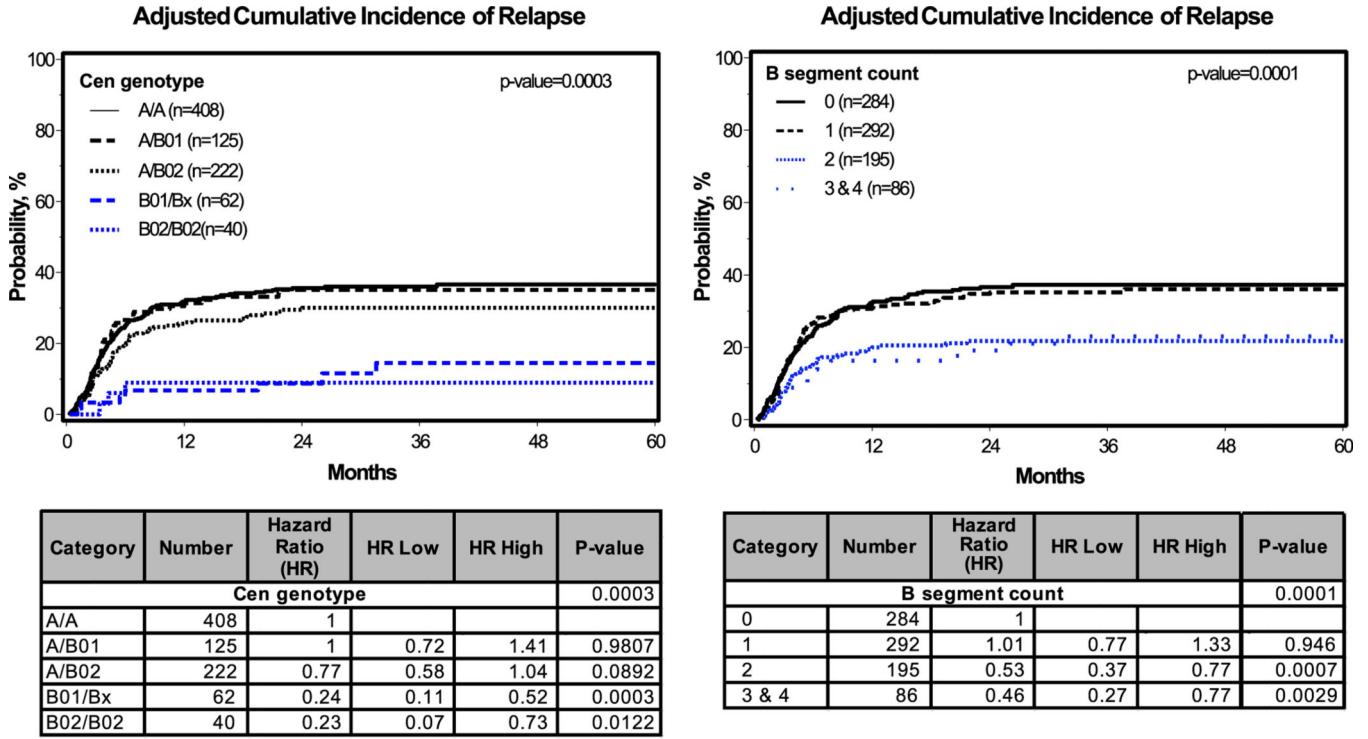 Adjusted Cumulative Incidence of Relapse
Probability, %
100
80
60
40
20
0
Cen genotype
p-value=0.0003
A/A (n=408)
A/B01 (n=125)
A/B02 (n=222)
B01/Bx (n=62)
B02/B02(n=40)
0 12 24 36 48 60
Months
Category Number Hazard Ratio (HR) HR Low HR High P-value
Cen genotype 0.0003
A/A 408 1
A/B01 125 1 0.72 1.41 0.9807
A/B02 222 0.77 0.58 1.04 0.0892
B01/Bx 62 0.24 0.11 0.52 0.0003
B02/B02 40 0.23 0.07 0.73 0.0122
Adjusted Cumulative Incidence of Relapse
Probability, %
100
80
60
40
20
0
B segment count
p-value=0.0001
0 (n=284)
1 (n=292)
2 (n=195)
3 & 4 (n=86)
0 12 24 36 48 60
Months
Category Number Hazard Ratio (HR) HR Low HR High P-value
B segment count 0.0001
0 284 1
1 292 1.01 0.77 1.33 0.946
2 195 0.53 0.37 0.77 0.0007
3 & 4 86 0.46 0.27 0.77 0.0029